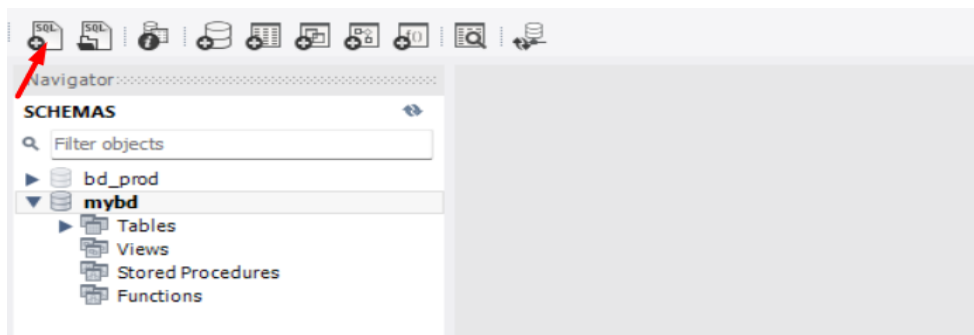 SQL SQL
f()
Navigator
SCHEMAS
Filter objects
bd_prod
mybd
Tables
Views
Stored Procedures
Functions